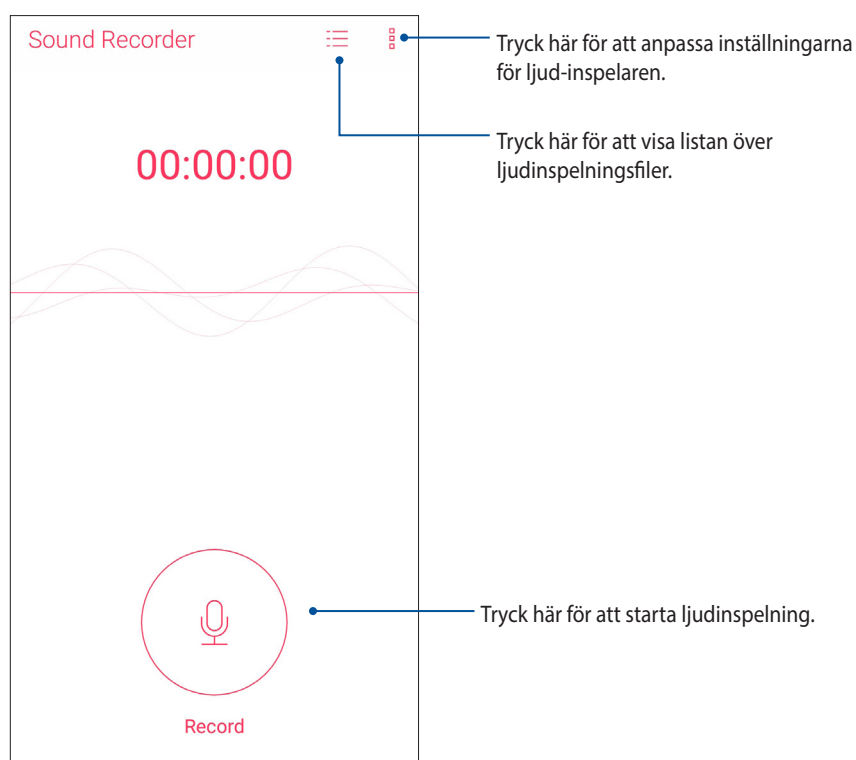 Sound Recorder
Tryck här för att anpassa inställningarna
för ljud-inspelaren.
Tryck här för att visa listan över
ljudinspelningsfiler.
00:00:00
Tryck här för att starta ljudinspelning.
Record